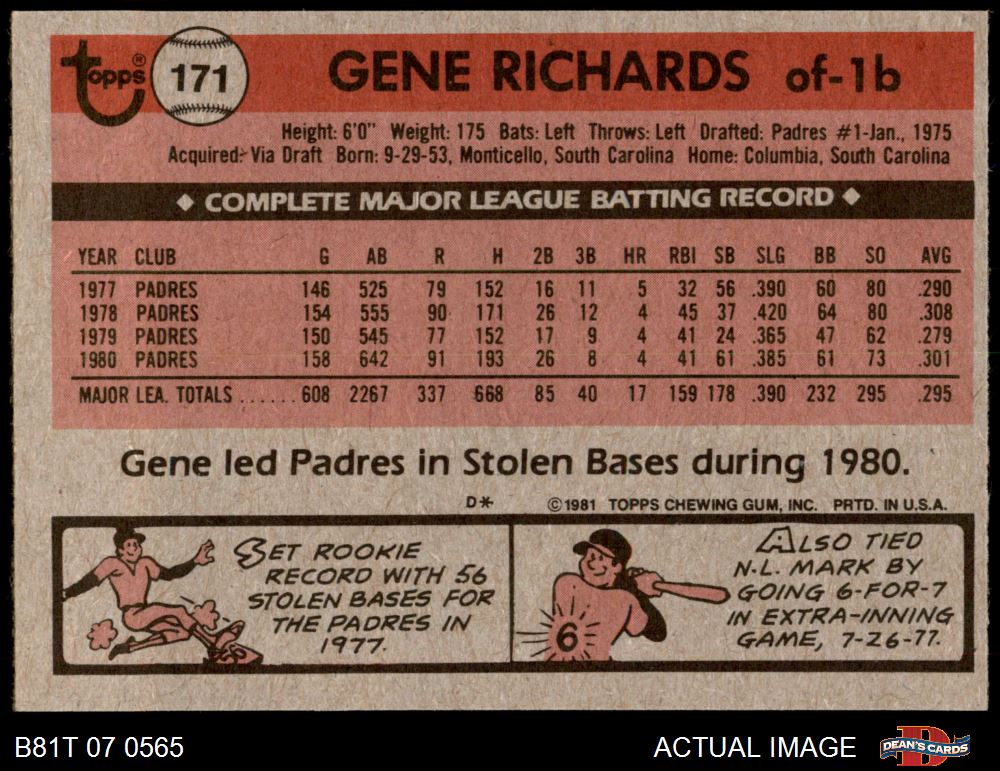 Topps®
171
GENE RICHARDS of-1b
Height: 6'0" Weight: 175 Bats: Left Throws: Left Drafted: Padres #1-Jan., 1975
Acquired: Via Draft Born: 9-29-53, Monticello, South Carolina Home: Columbia, South Carolina
◆ COMPLETE MAJOR LEAGUE BATTING RECORD ◆
YEAR CLUB G AB R H 2B 3B HR RBI SB SLG BB SO AVG
1977 PADRES 146 525 79 152 16 11 5 32 56 .390 60 80 .290
1978 PADRES 154 555 90 171 26 12 4 45 37 .420 64 80 .308
1979 PADRES 150 545 77 152 17 9 4 41 24 .365 47 62 .279
1980 PADRES 158 642 91 193 26 8 4 41 61 .385 61 73 .301
MAJOR LEA. TOTALS ...... 608 2267 337 668 85 40 17 159 178 .390 232 295 .295
Gene led Padres in Stolen Bases during 1980.
D* ©1981 TOPPS CHEWING GUM, INC. PRTD. IN U.S.A.
SET ROOKIE
RECORD WITH 56
STOLEN BASES FOR
THE PADRES IN
1977.
6
ALSO TIED
N.L. MARK BY
GOING 6-FOR-7
IN EXTRA-INNING
GAME, 7-26-77.
B81T 07 0565
ACTUAL IMAGE
D
DEAN'S CARDS